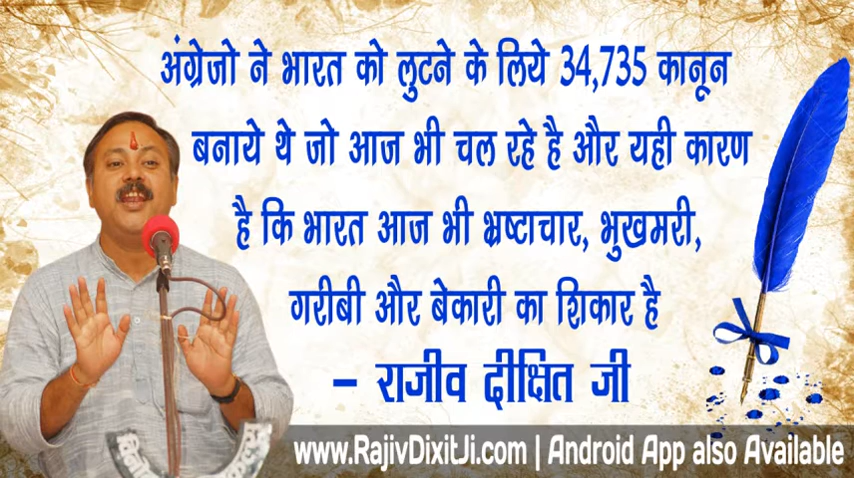 अंग्रेजो ने भारत को लुटने के लिये 34,735 कानून
बनाये थे जो आज भी चल रहे है और यही कारण
है कि भारत आज भी भ्रष्टाचार, भुखमरी,
गरीबी और बेकारी का शिकार है
– राजीव दीक्षित जी
www.RajivDixitJi.com | Android App also Available